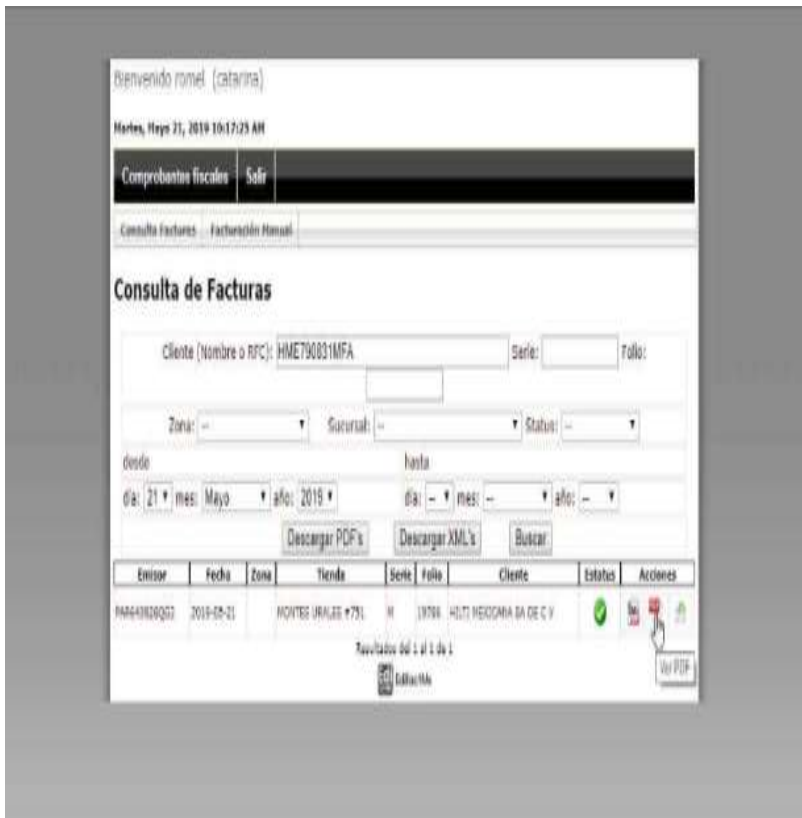 Bienvenido romel (catarina)
Martes, Mayo 21, 2019 10:17:25 AM
Comprobantes fiscales Salir
Consulta Facturas Facturación Manual
Consulta de Facturas
Cliente (Nombre o RFC): HME790831MFA Serie: Folio:
Zona: -- Sucursal: -- Status: --
desde hasta
día: 21 mes: Mayo año: 2019 día: -- mes: -- año: --
Descargar PDF's Descargar XML's Buscar
Emisor Fecha Zona Tienda Serie Folio Cliente Estatus Acciones
2019-05-21 MONTES URALES #751 M HILTI MEXICANA SA DE C V
Resultados del 1 al 1 de 1
Ver PDF